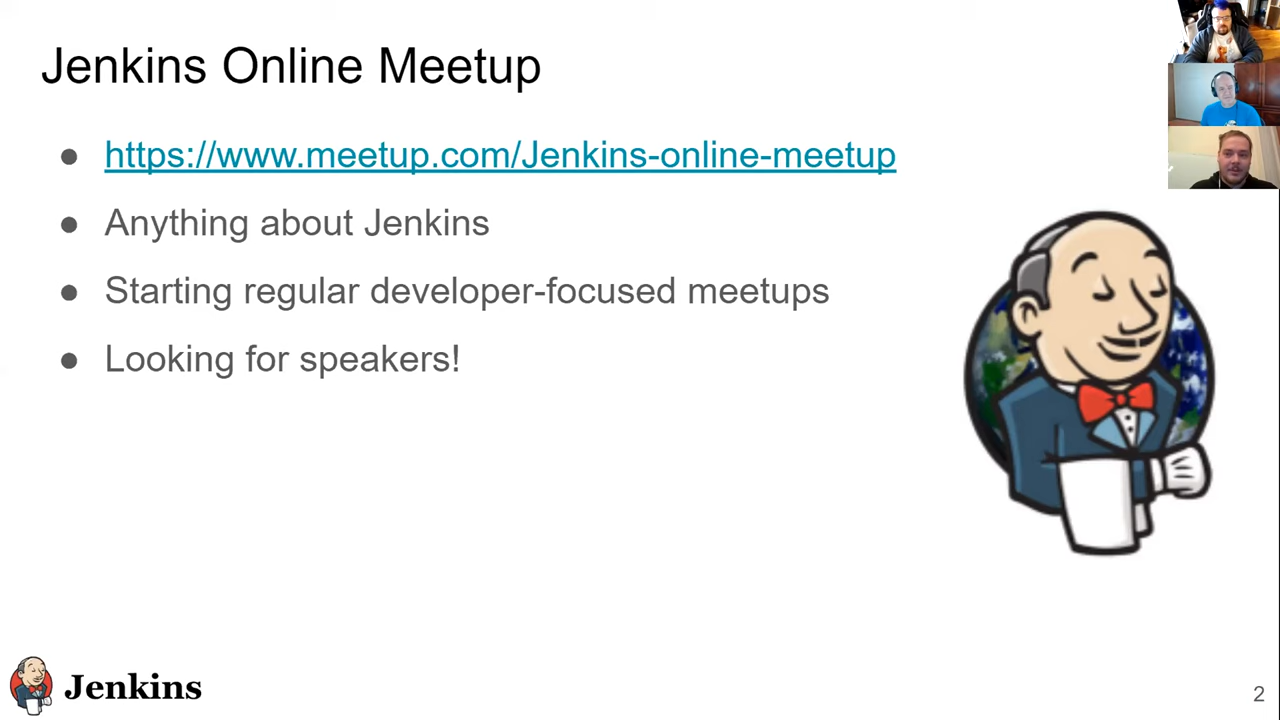 Jenkins Online Meetup
● https://www.meetup.com/Jenkins-online-meetup
● Anything about Jenkins
● Starting regular developer-focused meetups
● Looking for speakers!
Jenkins
2